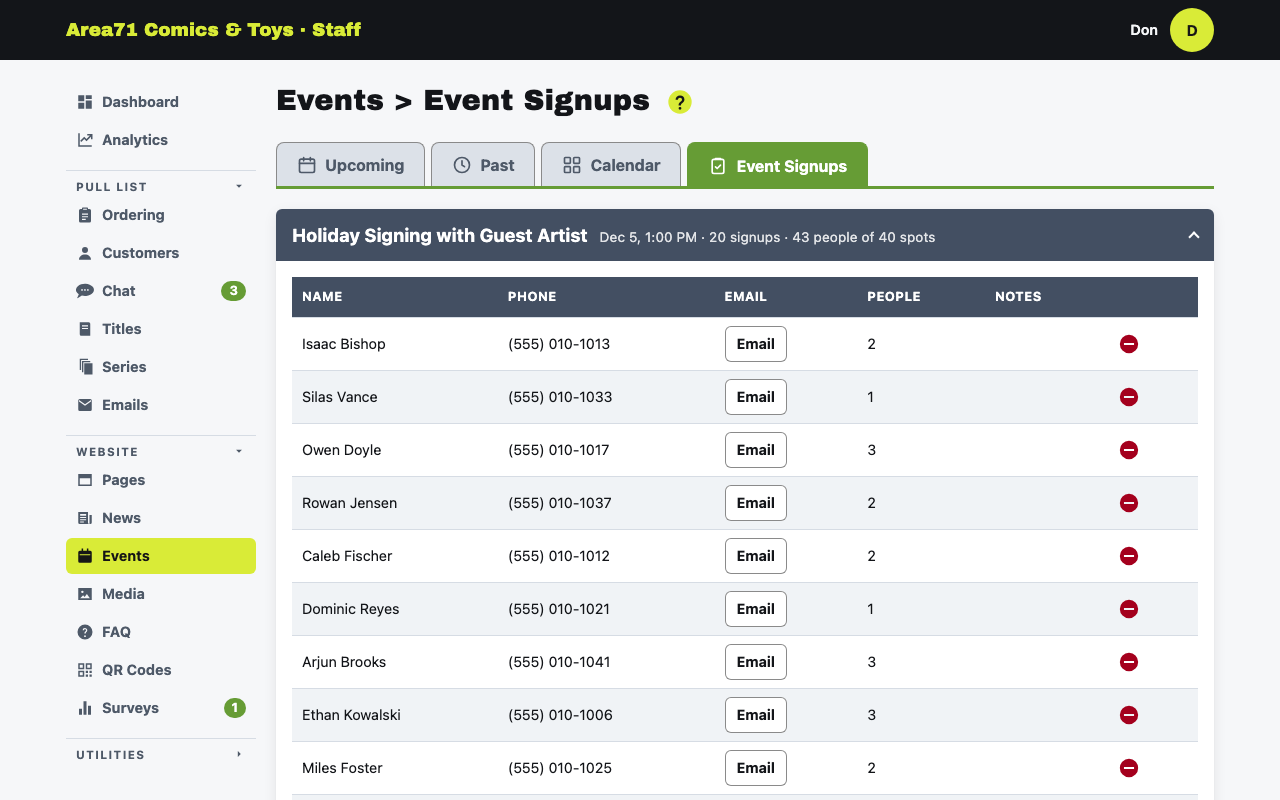 Area71 Comics & Toys · Staff
Don
D
Dashboard
Analytics
PULL LIST
Ordering
Customers
Chat 3
Titles
Series
Emails
WEBSITE
Pages
News
Events
Media
FAQ
QR Codes
Surveys 1
UTILITIES
Events > Event Signups ?
Upcoming Past Calendar Event Signups
Holiday Signing with Guest Artist Dec 5, 1:00 PM · 20 signups · 43 people of 40 spots
NAME PHONE EMAIL PEOPLE NOTES
Isaac Bishop (555) 010-1013 Email 2
Silas Vance (555) 010-1033 Email 1
Owen Doyle (555) 010-1017 Email 3
Rowan Jensen (555) 010-1037 Email 2
Caleb Fischer (555) 010-1012 Email 2
Dominic Reyes (555) 010-1021 Email 1
Arjun Brooks (555) 010-1041 Email 3
Ethan Kowalski (555) 010-1006 Email 3
Miles Foster (555) 010-1025 Email 2